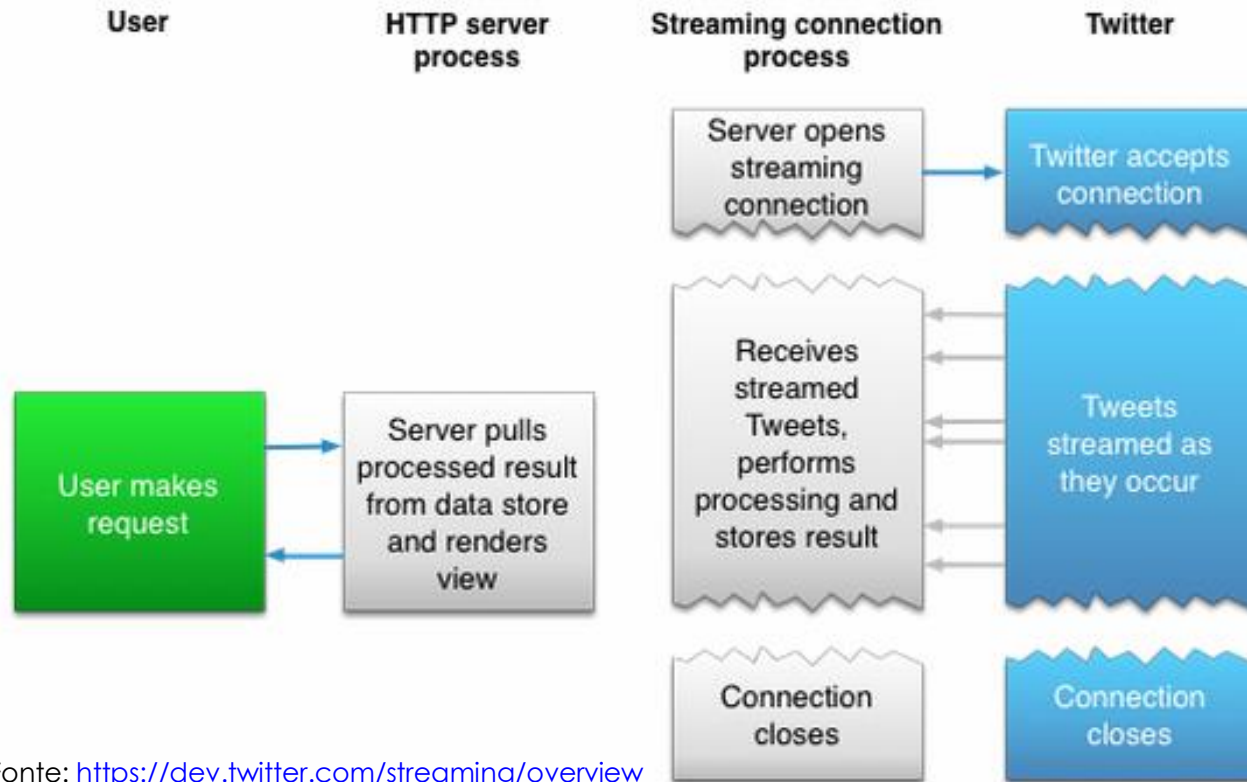 User
HTTP server
process
Streaming connection
process
Twitter
Server opens
streaming
connection
Twitter accepts
connection
User makes
request
Server pulls
processed result
from data store
and renders
view
Receives
streamed
Tweets,
performs
processing and
stores result
Tweets
streamed as
they occur
Connection
closes
Connection
closes
onte: https://dev.twitter.com/streaming/overview